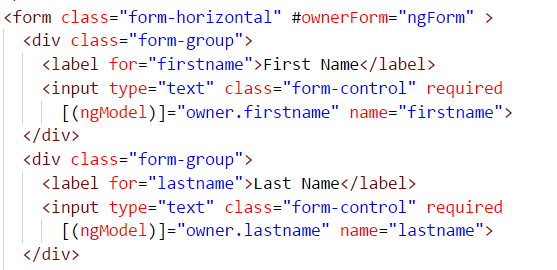 <form class="form-horizontal" #ownerForm="ngForm" >
<div class="form-group">
<label for="firstname">First Name</label>
<input type="text" class="form-control" required
[(ngModel)]="owner.firstname" name="firstname">
</div>
<div class="form-group">
<label for="lastname">Last Name</label>
<input type="text" class="form-control" required
[(ngModel)]="owner.lastname" name="lastname">
</div>